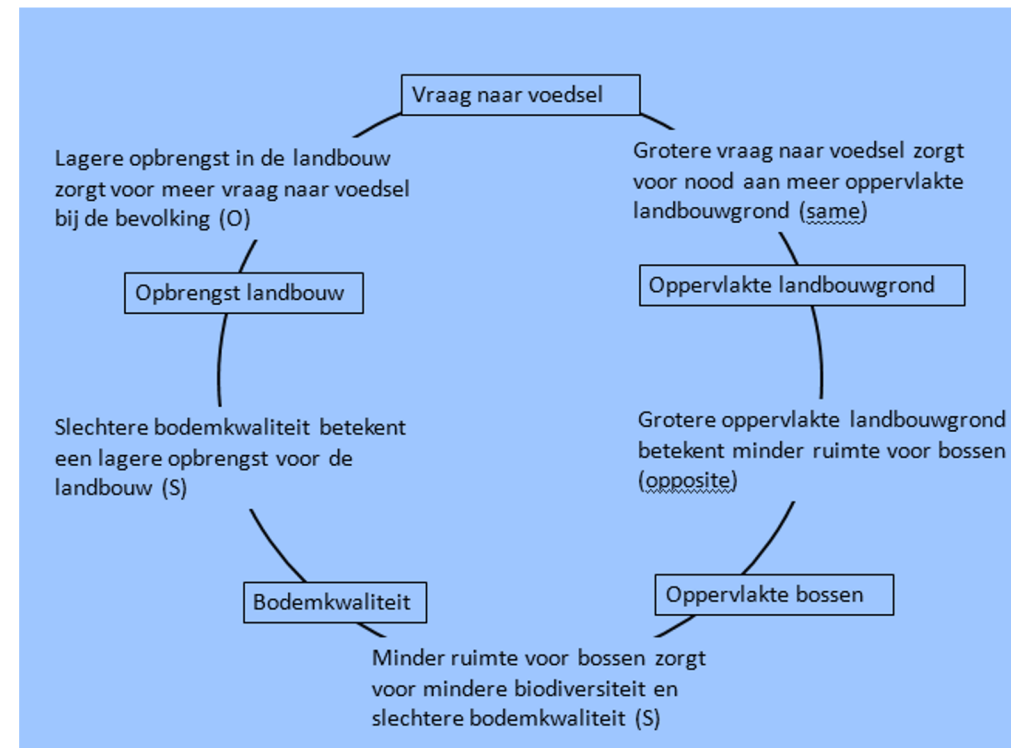 Vraag naar voedsel
Grotere vraag naar voedsel zorgt
voor nood aan meer oppervlakte
landbouwgrond (same)
Oppervlakte landbouwgrond
Grotere oppervlakte landbouwgrond
betekent minder ruimte voor bossen
(opposite)
Oppervlakte bossen
Minder ruimte voor bossen zorgt
voor mindere biodiversiteit en
slechtere bodemkwaliteit (S)
Bodemkwaliteit
Slechtere bodemkwaliteit betekent
een lagere opbrengst voor de
landbouw (S)
Opbrengst landbouw
Lagere opbrengst in de landbouw
zorgt voor meer vraag naar voedsel
bij de bevolking (O)